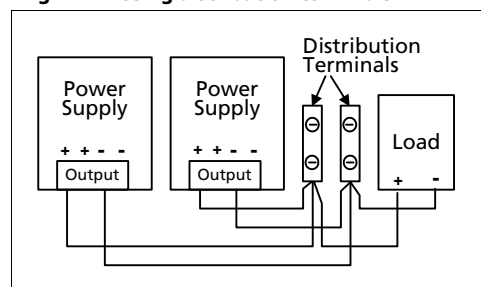 Distribution
Terminals
Power
Supply
+ + - -
Output
Power
Supply
+ + - -
Output
Load
+ -